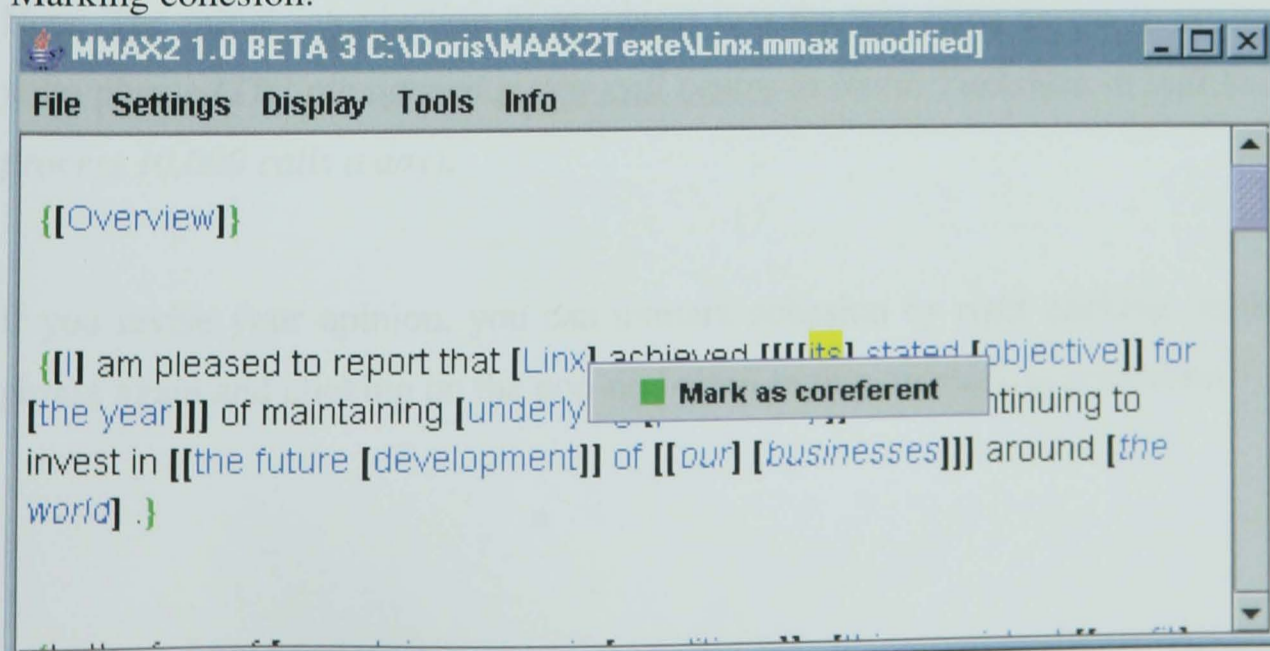 Marking cohesion:
MMAX2 1.0 BETA 3 C:\Doris\MAAX2Texte\Linx.mmax [modified]
File Settings Display Tools Info
{[Overview]}
{[I] am pleased to report that [Linx] achieved [[[[its] stated [objective]] for
[the year]]] of maintaining [underly
Mark as coreferent
ntinuing to
invest in [[the future [development]] of [[our] [businesses]]] around [the
world] .}